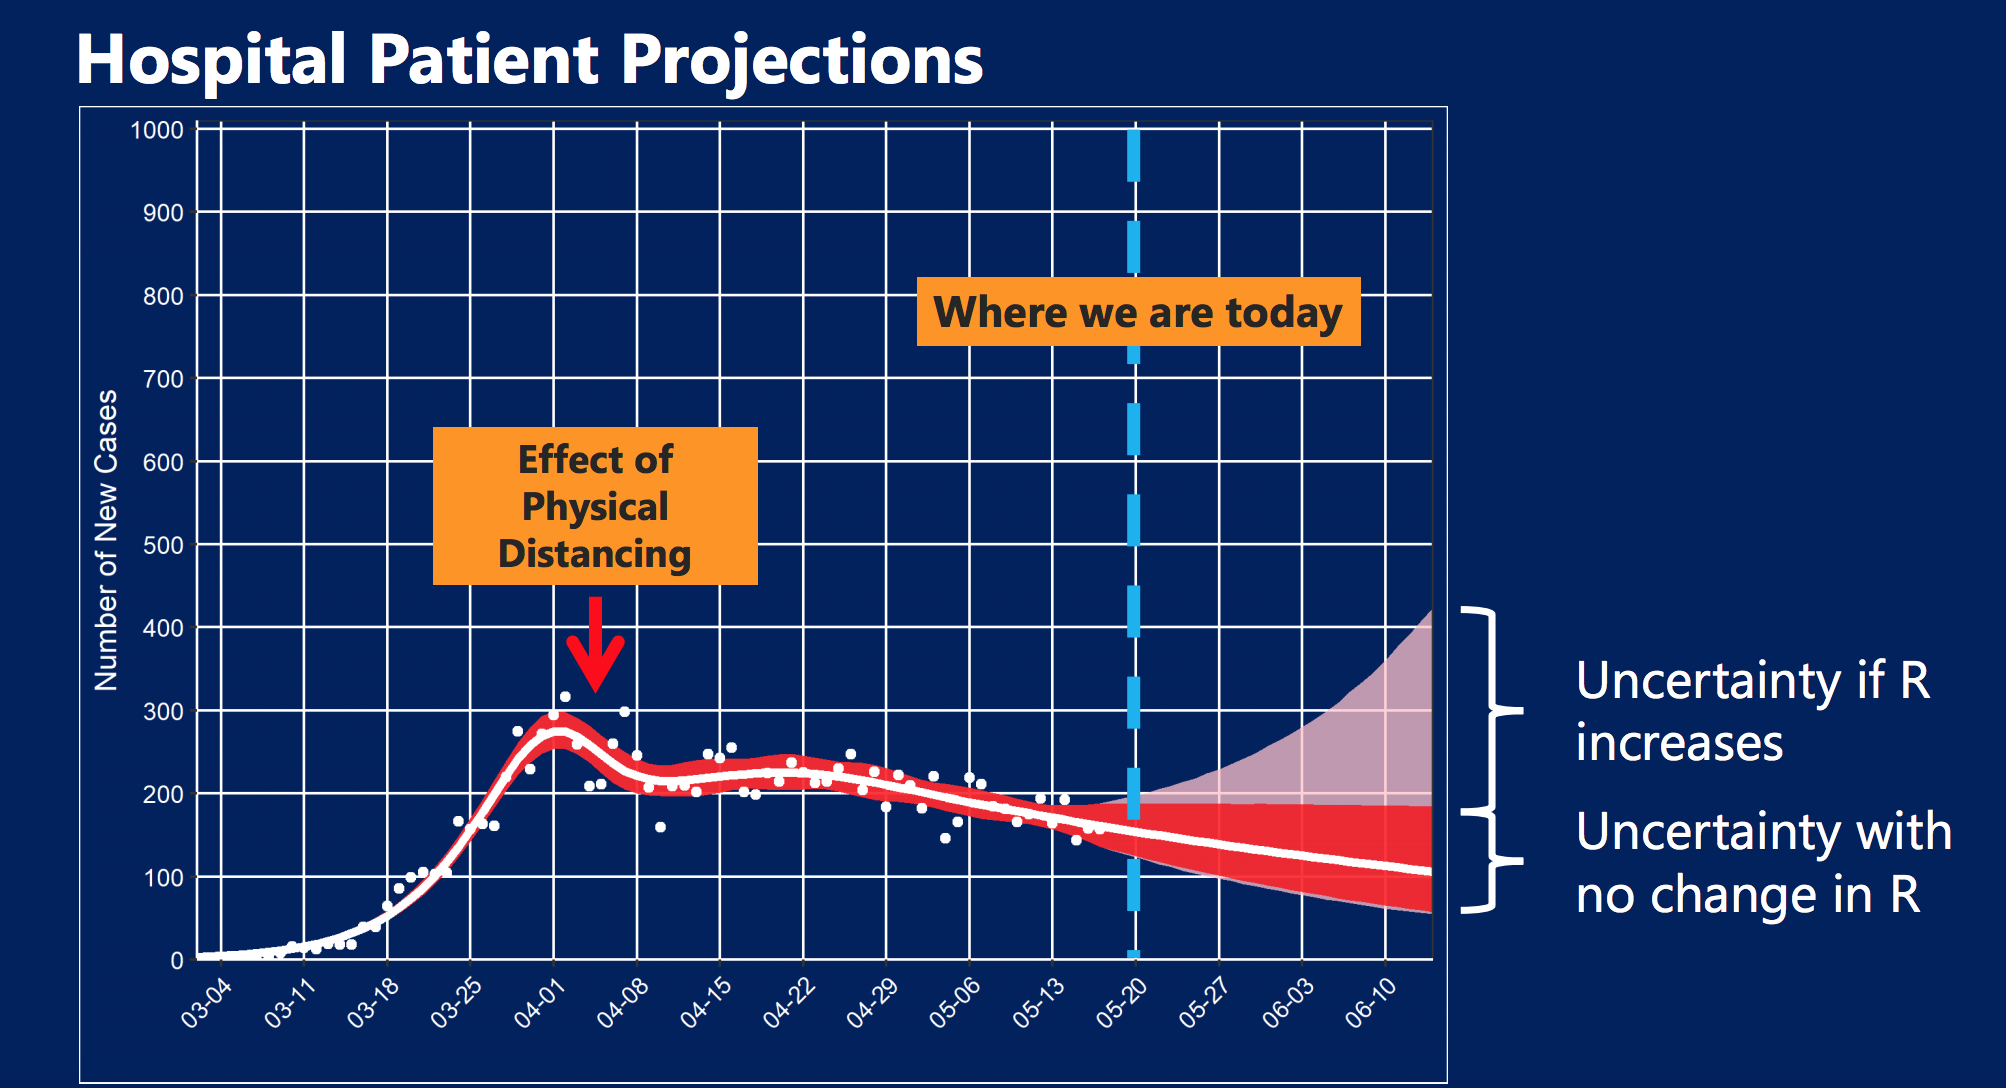 Hospital Patient Projections
1000
900
800
700
600
500
400
300
200
100
0
Number of New Cases
Where we are today
Effect of
Physical
Distancing
Uncertainty if R
increases
Uncertainty with
no change in R
03-04
03-11
03-18
03-25
04-01
04-08
04-15
04-22
04-29
05-06
05-13
05-20
05-27
06-03
06-10